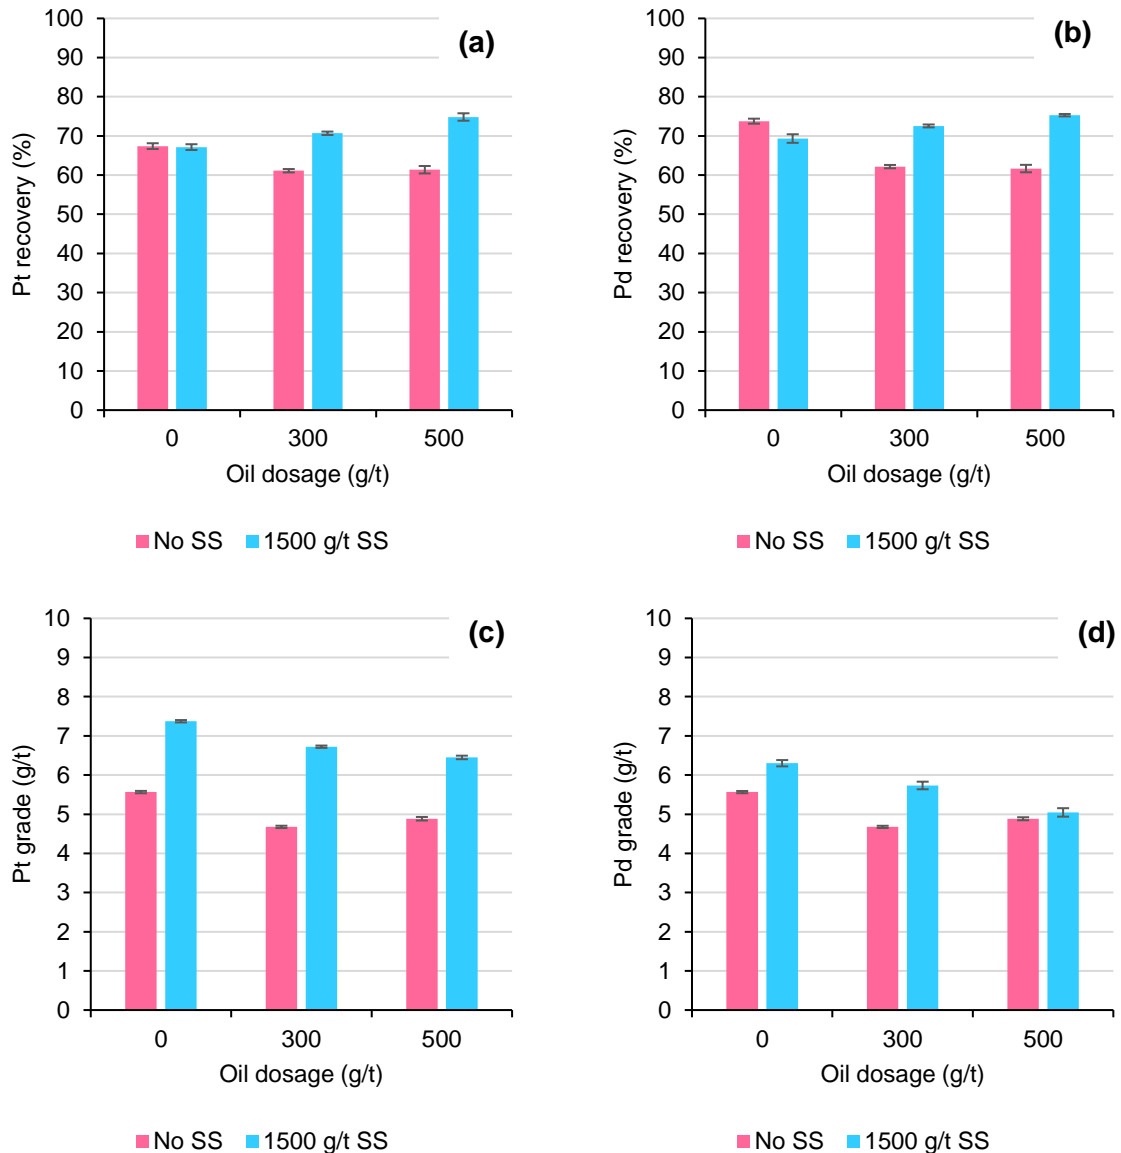 (a)
Pt recovery (%)
100
90
80
70
60
50
40
30
20
10
0
0 300 500
Oil dosage (g/t)
No SS 1500 g/t SS
(b)
Pd recovery (%)
100
90
80
70
60
50
40
30
20
10
0
0 300 500
Oil dosage (g/t)
No SS 1500 g/t SS
(c)
Pt grade (g/t)
10
9
8
7
6
5
4
3
2
1
0
0 300 500
Oil dosage (g/t)
No SS 1500 g/t SS
(d)
Pd grade (g/t)
10
9
8
7
6
5
4
3
2
1
0
0 300 500
Oil dosage (g/t)
No SS 1500 g/t SS